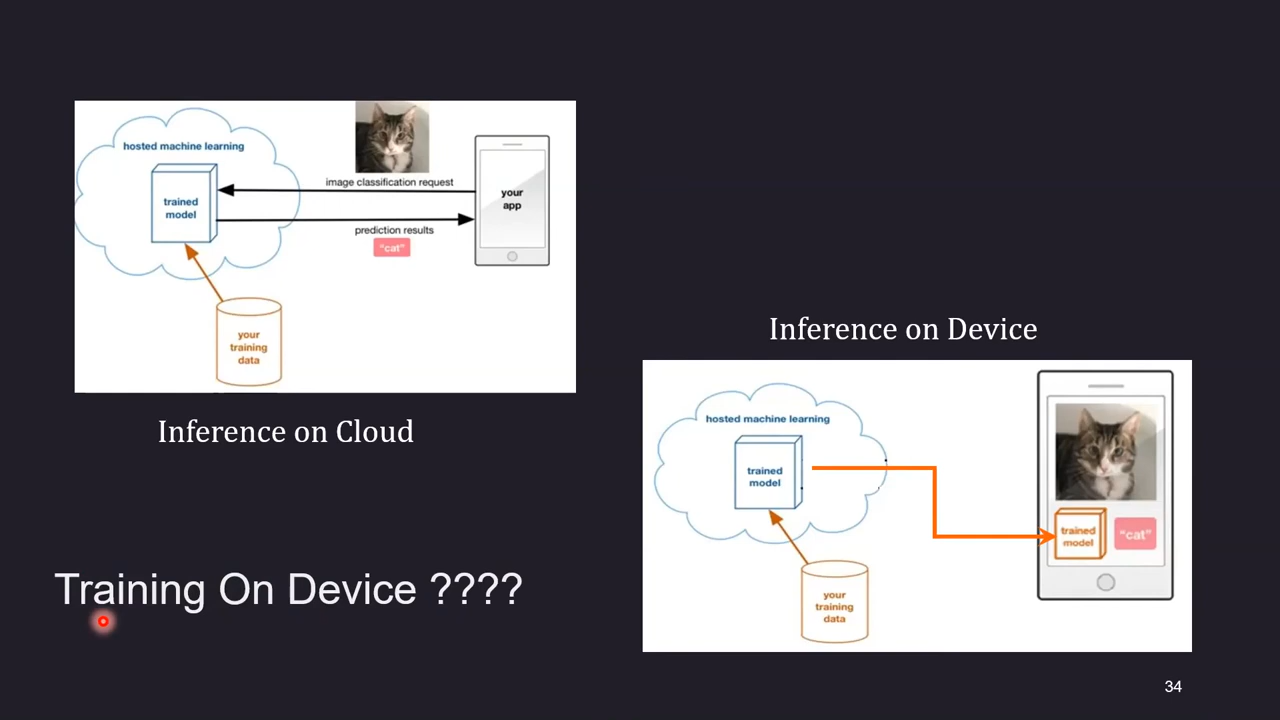 hosted machine learning
trained
model
image classification request
prediction results
"cat"
your
app
your
training
data
Inference on Cloud
Inference on Device
hosted machine learning
trained
model
trained
model
"cat"
your
training
data
Training On Device ????
34